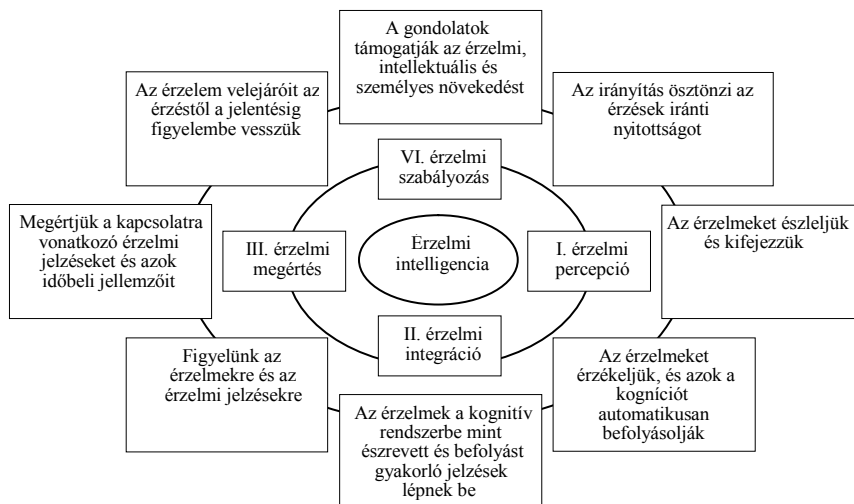 A gondolatok
támogatják az érzelmi,
intellektuális és
személyes növekedést
Az érzelem velejáróit az
érzéstől a jelentésig
figyelembe vesszük
Az irányítás ösztönzi az
érzések iránti
nyitottságot
VI. érzelmi
szabályozás
Megértjük a kapcsolatra
vonatkozó érzelmi
jelzéseket és azok
időbeli jellemzőit
III. érzelmi
megértés
Érzelmi
intelligencia
I. érzelmi
percepció
Az érzelmeket észleljük
és kifejezzük
II. érzelmi
integráció
Figyelünk az
érzelmekre és az
érzelmi jelzésekre
Az érzelmeket
érzékeljük, és azok a
kogníciót
automatikusan
befolyásolják
Az érzelmek a kognitív
rendszerbe mint
észrevett és befolyást
gyakorló jelzések
lépnek be